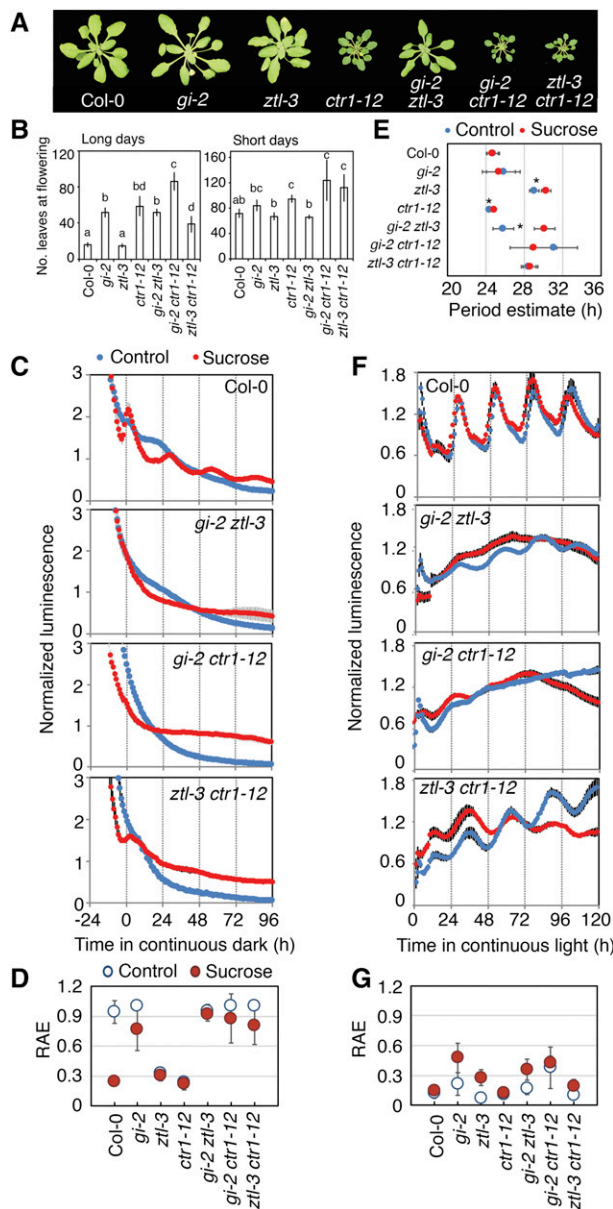 A
Col-0 gi-2 ztl-3 ctr1-12 gi-2 ztl-3 gi-2 ctr1-12 ztl-3 ctr1-12
B
Long days Short days
No. leaves at flowering
120
80
40
0
a b a bd b c d
Col-0 gi-2 ztl-3 ctr1-12 gi-2 ztl-3 gi-2 ctr1-12 ztl-3 ctr1-12
160
120
80
40
0
ab bc a c a c c
Col-0 gi-2 ztl-3 ctr1-12 gi-2 ztl-3 gi-2 ctr1-12 ztl-3 ctr1-12
E
Control Sucrose
Col-0
gi-2
ztl-3 *
ctr1-12 *
gi-2 ztl-3 *
gi-2 ctr1-12
ztl-3 ctr1-12
20 24 28 32 36
Period estimate (h)
C
Control Sucrose
Normalized luminescence
3 Col-0
2
1
0
3 gi-2 ztl-3
2
1
0
3 gi-2 ctr1-12
2
1
0
3 ztl-3 ctr1-12
2
1
0
-24 0 24 48 72 96
Time in continuous dark (h)
F
Normalized luminescence
1.8 Col-0
1.2
0.6
0
1.8 gi-2 ztl-3
1.2
0.6
0
1.8 gi-2 ctr1-12
1.2
0.6
0
1.8 ztl-3 ctr1-12
1.2
0.6
0
0 24 48 72 96 120
Time in continuous light (h)
D
Control Sucrose
RAE
1.2
0.9
0.6
0.3
0
Col-0 gi-2 ztl-3 ctr1-12 gi-2 ztl-3 gi-2 ctr1-12 ztl-3 ctr1-12
G
RAE
1.2
0.9
0.6
0.3
0
Col-0 gi-2 ztl-3 ctr1-12 gi-2 ztl-3 gi-2 ctr1-12 ztl-3 ctr1-12